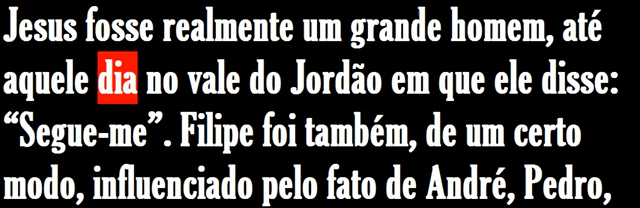 Jesus fosse realmente um grande homem, até
aquele dia no vale do Jordão em que ele disse:
“Segue-me”. Filipe foi também, de um certo
modo, influenciado pelo fato de André, Pedro,